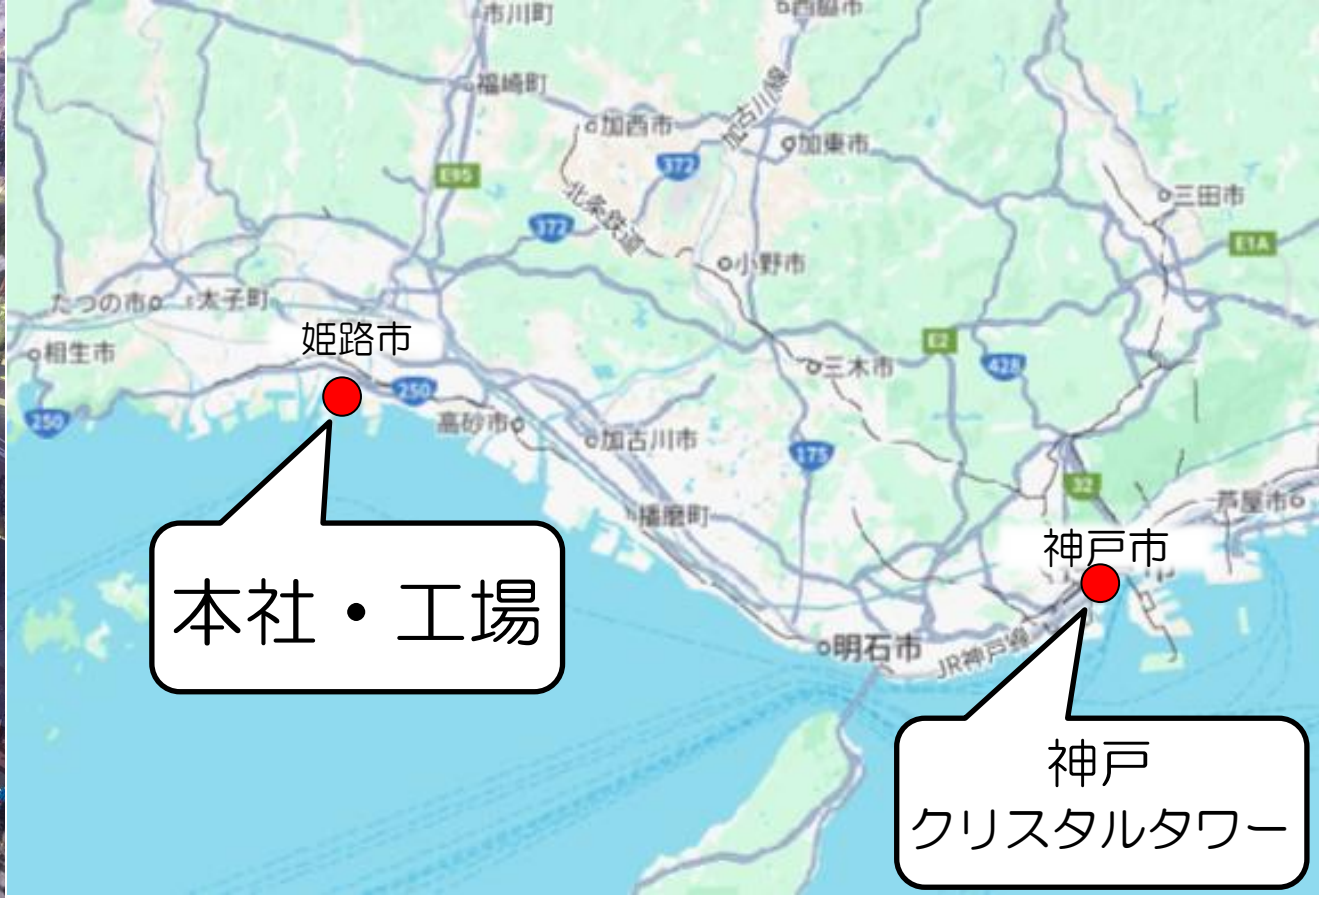 市川町
西脇市
福崎町
加古川線
加西市
加東市
372
E95
三田市
北条鉄道
372
E1A
小野市
たつの市
太子町
姫路市
E2
相生市
三木市
428
250
250
高砂市
加古川市
175
32
芦屋市
播磨町
神戸市
本社・工場
明石市
JR神戸線
神戸
クリスタルタワー